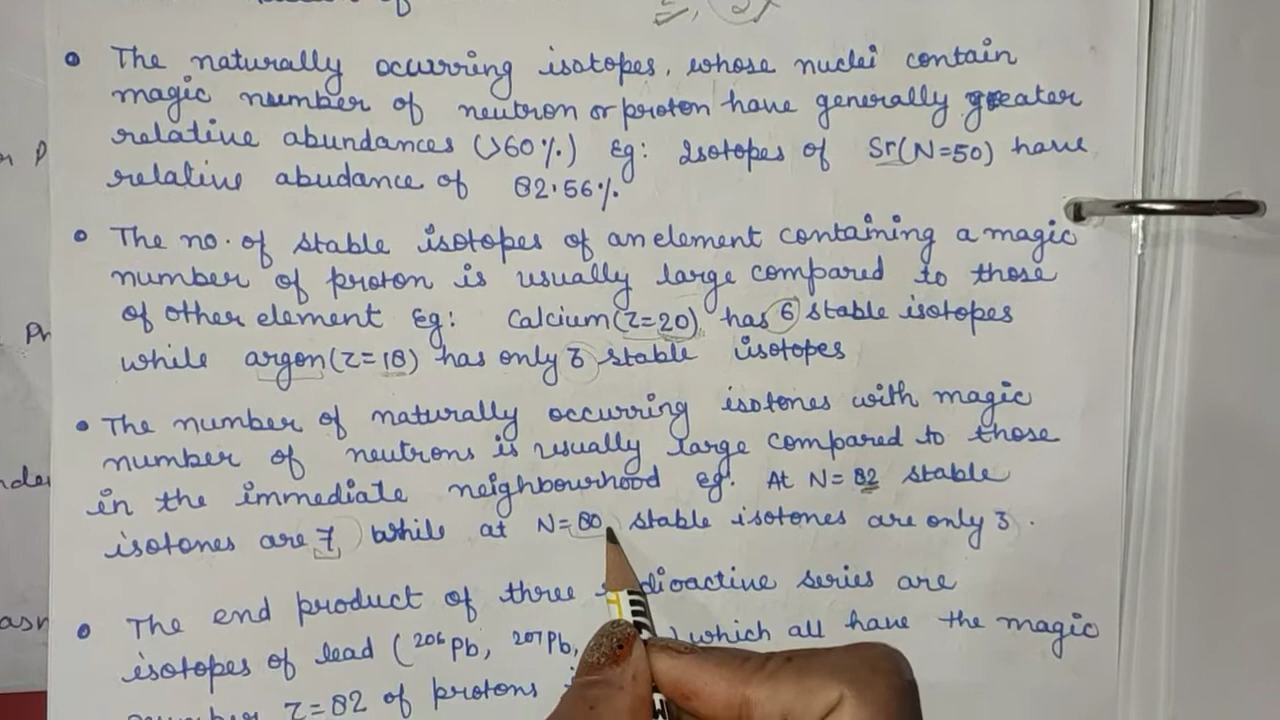 of
The naturally ocurring isotopes, whose nuclei contain
magic number of neutron or proton have generally greater
relative abundances (>60%) Eg: Isotopes of Sr(N=50) have
relative abudance of 82.56%.
The no. of stable isotopes of an element containing a magic
number of proton is usually large compared to those
of other element Eg: Calcium(Z=20) has 6 stable isotopes
while argon(Z=18) has only 3 stable isotopes
The number of naturally occurring isotones with magic
number of neutrons is usually large compared to those
in the immediate neighbourhood eg. At N=82 stable
isotones are 7 while at N=80 stable isotones are only 3.
The end product of three dioactive series are
isotopes of lead (206Pb, 207Pb, ) which all have the magic
Z=82 of protons